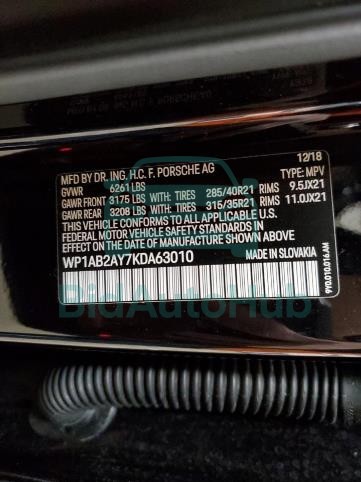 MFD. BY DR. ING. H.C. F. PORSCHE AG 12/18
GVWR 6261 LBS TYPE: MPV
GAWR FRONT 3175 LBS WITH TIRES 285/40R21 RIMS 9.5JX21
GAWR REAR 3208 LBS WITH TIRES 315/35R21 RIMS 11.0JX21
THIS VEHICLE CONFORMS TO ALL APPLICABLE U.S.
FEDERAL MOTOR VEHICLE SAFETY STANDARDS IN
EFFECT ON THE DATE OF MANUFACTURE SHOWN ABOVE.
WP1AB2AY7KDA63010 MADE IN SLOVAKIA
9Y0.010.016.AM
BidAutoHub